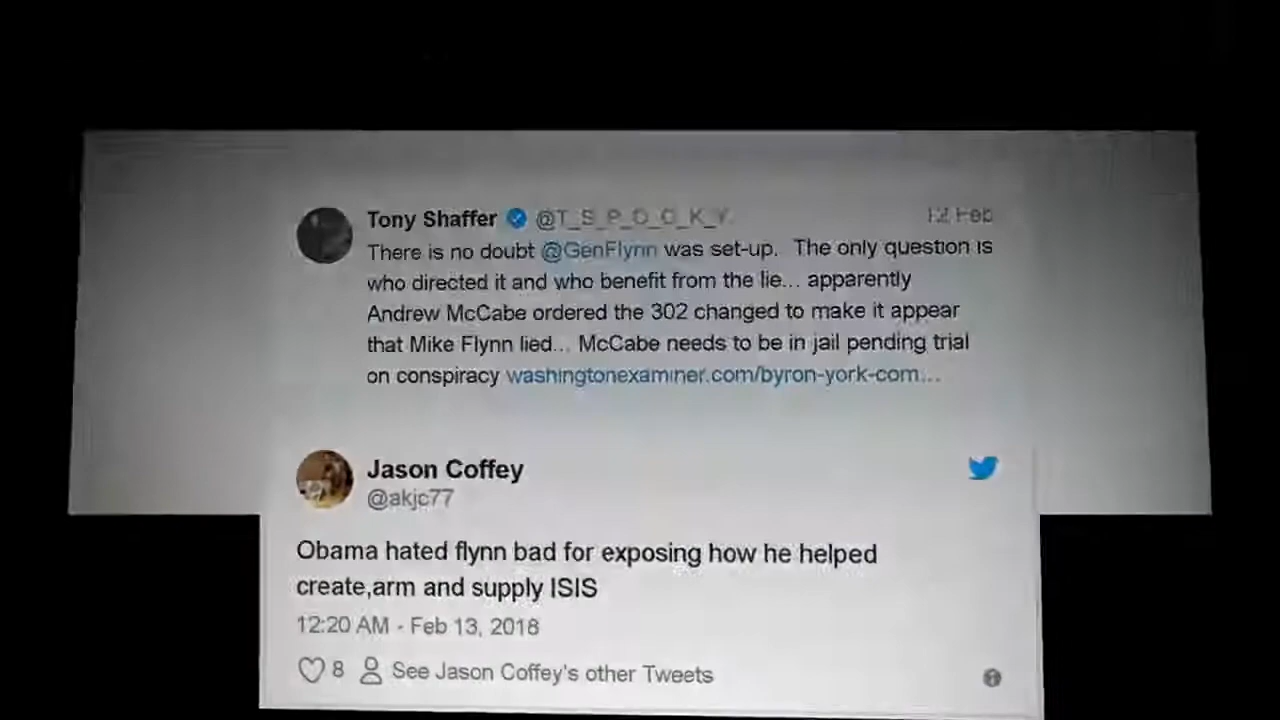 Tony Shaffer @T_S_P_O_O_K_Y. 12 Feb
There is no doubt @GenFlynn was set-up. The only question is
who directed it and who benefit from the lie... apparently
Andrew McCabe ordered the 302 changed to make it appear
that Mike Flynn lied... McCabe needs to be in jail pending trial
on conspiracy washingtonexaminer.com/byron-york-com...
Jason Coffey
@akjc77
Obama hated flynn bad for exposing how he helped
create,arm and supply ISIS
12:20 AM - Feb 13, 2018
8 See Jason Coffey's other Tweets